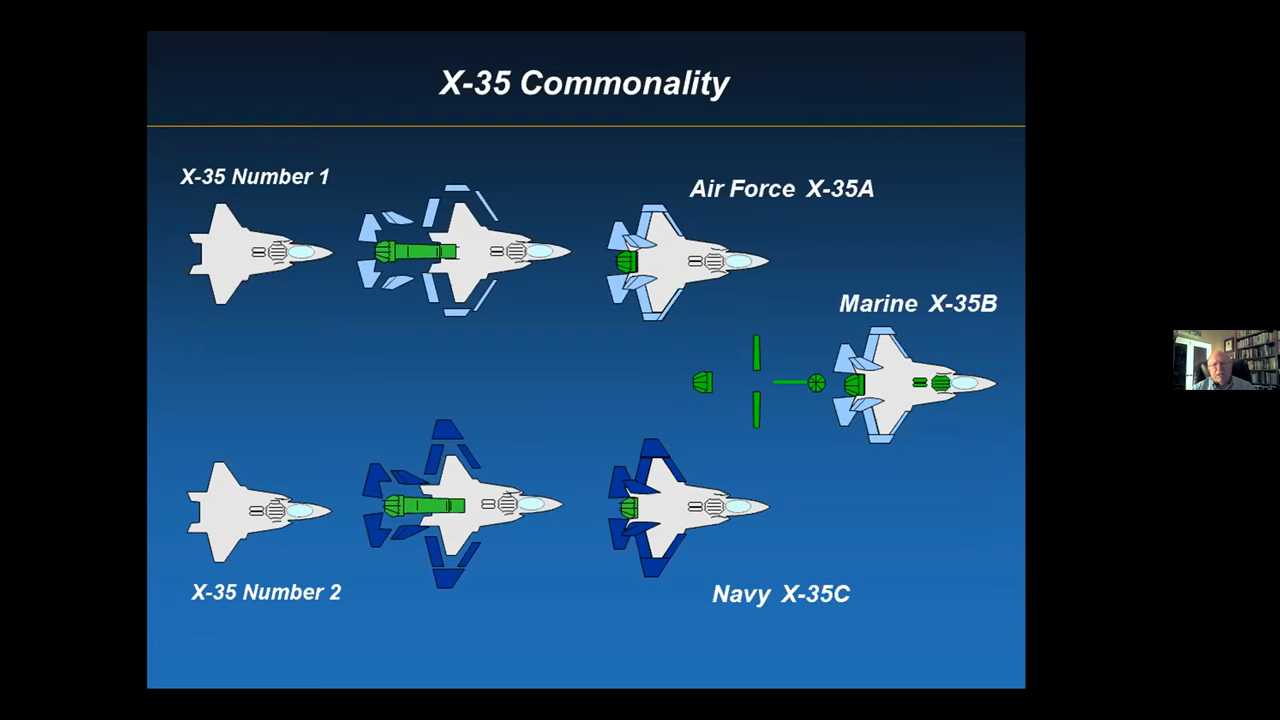 X-35 Commonality
X-35 Number 1
Air Force X-35A
Marine X-35B
X-35 Number 2
Navy X-35C